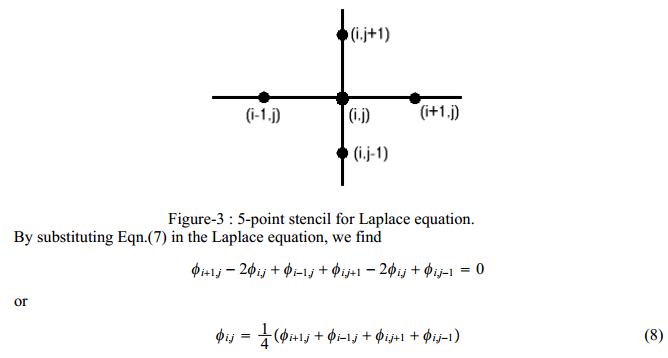 (i.j+1)
(i-1.j)
(i.j)
(i+1.j)
(i.j-1)
Figure-3 : 5-point stencil for Laplace equation.
By substituting Eqn.(7) in the Laplace equation, we find
ϕi+1,j − 2ϕi,j + ϕi−1,j + ϕi,j+1 − 2ϕi,j + ϕi,j−1 = 0
or
ϕi,j = 1/4 (ϕi+1,j + ϕi−1,j + ϕi,j+1 + ϕi,j−1) (8)